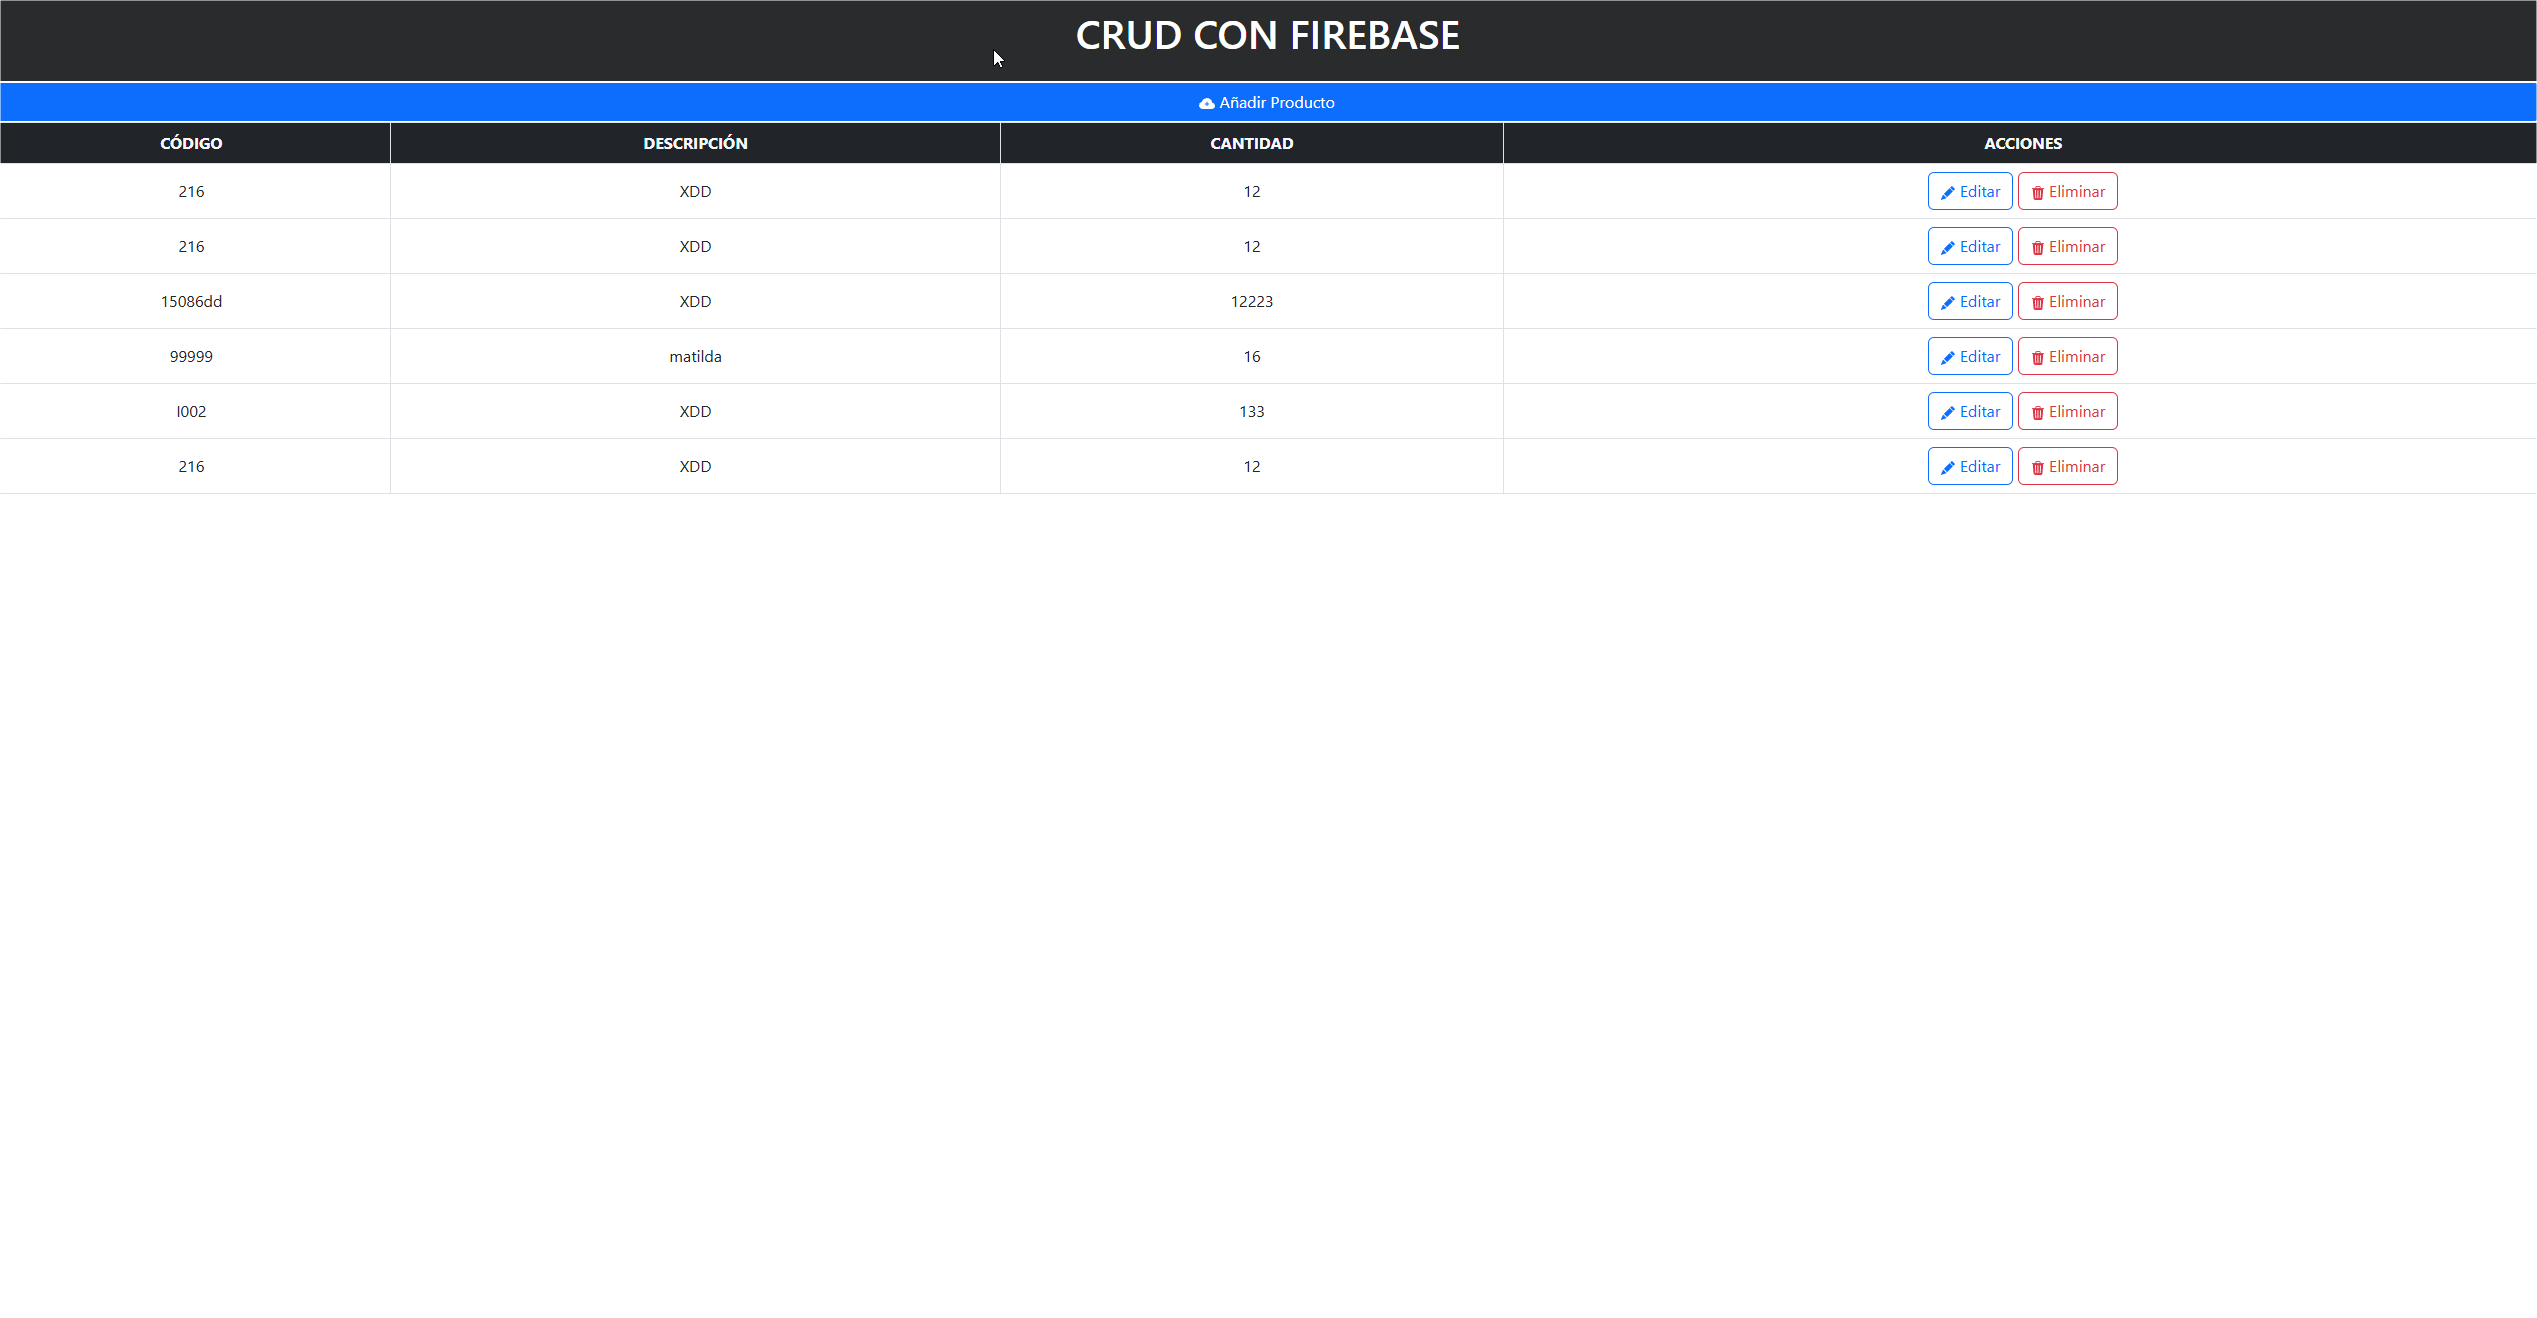 CRUD CON FIREBASE
Añadir Producto
CÓDIGO DESCRIPCIÓN CANTIDAD ACCIONES
216 XDD 12 Editar Eliminar
216 XDD 12 Editar Eliminar
15086dd XDD 12223 Editar Eliminar
99999 matilda 16 Editar Eliminar
I002 XDD 133 Editar Eliminar
216 XDD 12 Editar Eliminar